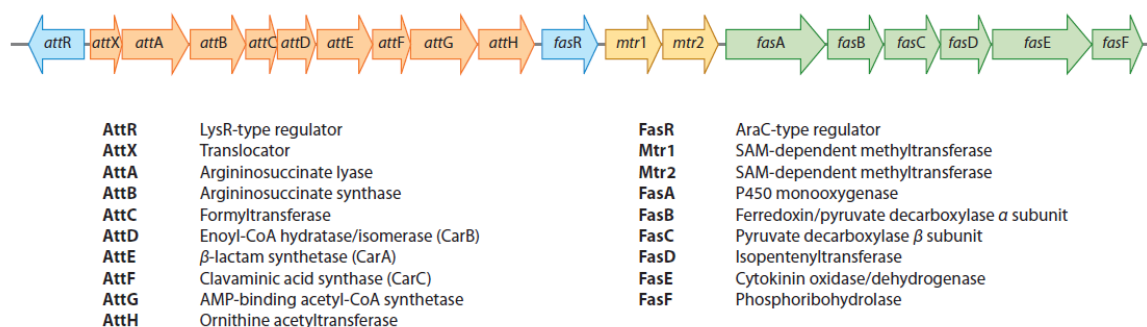 attR attX attA attB attC attD attE attF attG attH fasR mtr1 mtr2 fasA fasB fasC fasD fasE fasF
AttR LysR-type regulator
AttX Translocator
AttA Argininosuccinate lyase
AttB Argininosuccinate synthase
AttC Formyltransferase
AttD Enoyl-CoA hydratase/isomerase (CarB)
AttE β-lactam synthetase (CarA)
AttF Clavaminic acid synthase (CarC)
AttG AMP-binding acetyl-CoA synthetase
AttH Ornithine acetyltransferase
FasR AraC-type regulator
Mtr1 SAM-dependent methyltransferase
Mtr2 SAM-dependent methyltransferase
FasA P450 monooxygenase
FasB Ferredoxin/pyruvate decarboxylase α subunit
FasC Pyruvate decarboxylase β subunit
FasD Isopentenyltransferase
FasE Cytokinin oxidase/dehydrogenase
FasF Phosphoribohydrolase